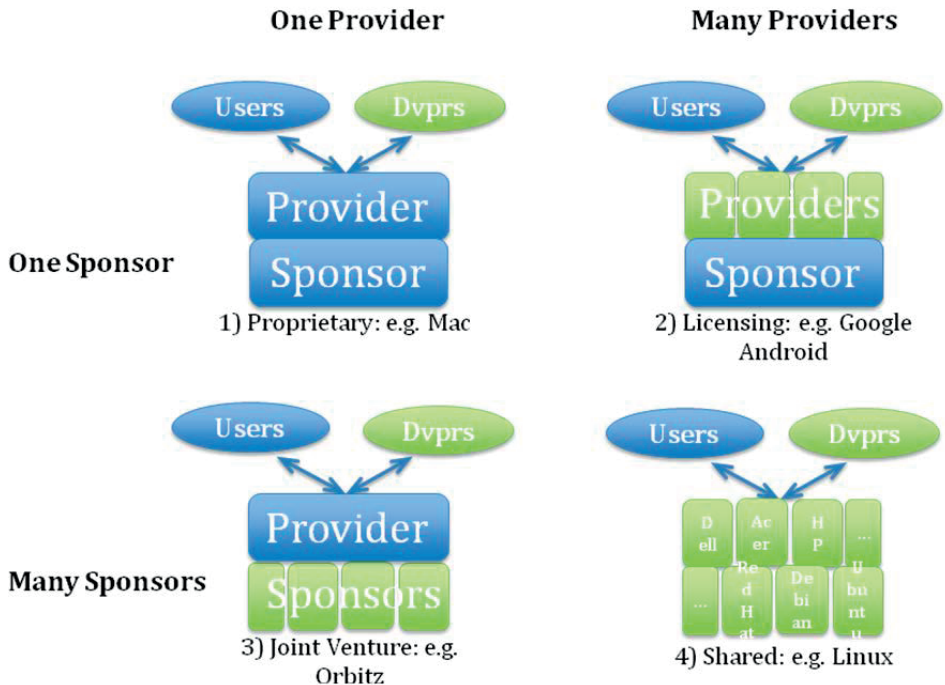 One Provider
Many Providers
Users
Dvprs
Users
Dvprs
Provider
Providers
One Sponsor
Sponsor
Sponsor
1) Proprietary: e.g. Mac
2) Licensing: e.g. Google
Android
Users
Dvprs
Users
Dvprs
Provider
D
ell
Ac
er
H
P
...
Many Sponsors
Sponsors
...
Re
d
H
at
De
bi
an
U
bu
nt
u
3) Joint Venture: e.g.
Orbitz
4) Shared: e.g. Linux